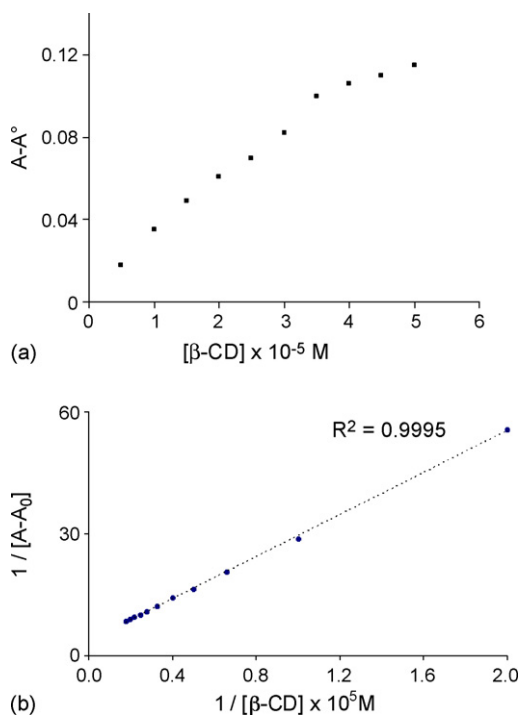 0.12
0.08
0.04
0
A-A°
0 1 2 3 4 5 6
(a)
[β-CD] x 10⁻⁵ M
60
30
0
1 / [A-A₀]
R² = 0.9995
0.0 0.4 0.8 1.2 1.6 2.0
(b)
1 / [β-CD] x 10⁵M